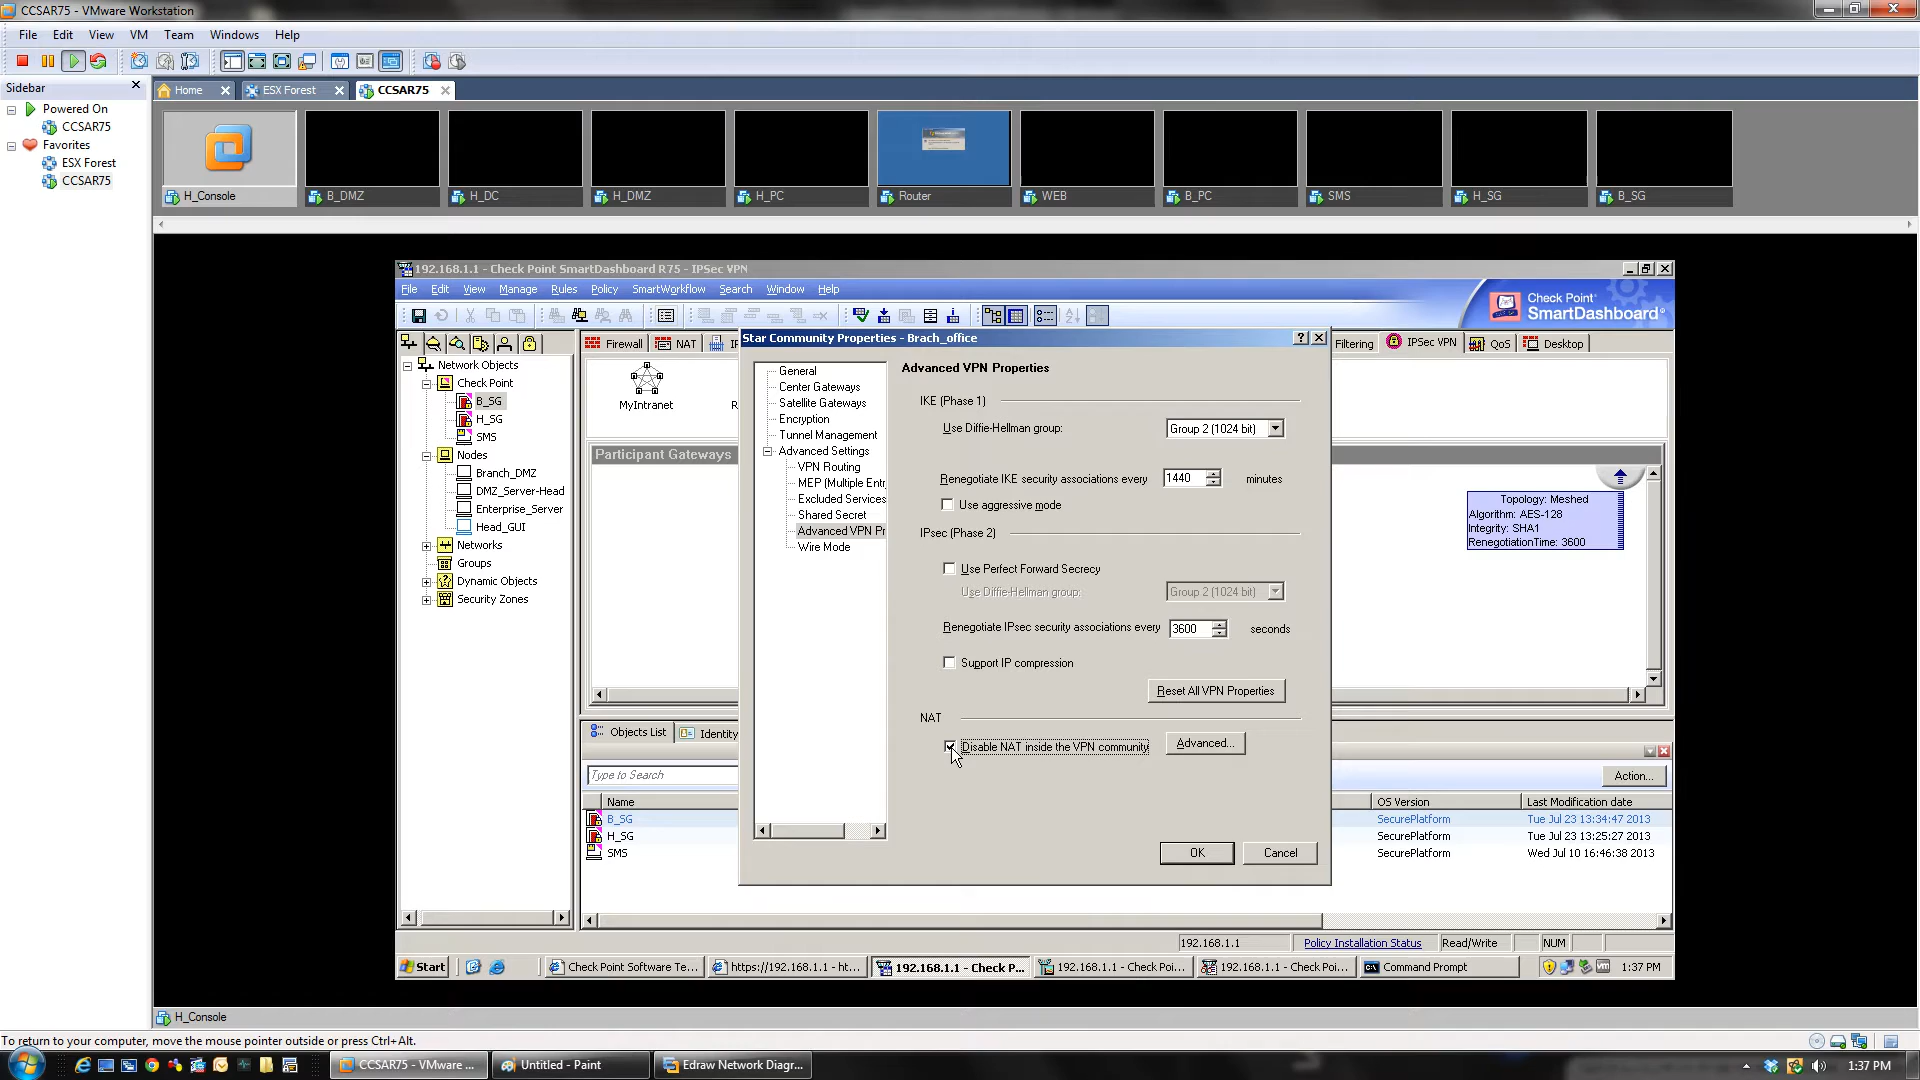 CCSAR75 - VMware Workstation
File Edit View VM Team Windows Help
Sidebar
Powered On
CCSAR75
Favorites
ESX Forest
CCSAR75
Home
ESX Forest
CCSAR75
H_Console
B_DMZ
H_DC
H_DMZ
H_PC
Router
WEB
B_PC
SMS
H_SG
B_SG
192.168.1.1 - Check Point SmartDashboard R75 - IPSec VPN
File Edit View Manage Rules Policy SmartWorkflow Search Window Help
Check Point
SmartDashboard
Firewall
NAT
Filtering
IPSec VPN
QoS
Desktop
Network Objects
Check Point
B_SG
H_SG
SMS
Nodes
Branch_DMZ
DMZ_Server-Head
Enterprise_Server
Head_GUI
Networks
Groups
Dynamic Objects
Security Zones
MyIntranet
Participant Gateways
Topology: Meshed
Algorithm: AES-128
Integrity: SHA1
RenegotiationTime: 3600
Star Community Properties - Brach_office
General
Center Gateways
Satellite Gateways
Encryption
Tunnel Management
Advanced Settings
VPN Routing
MEP (Multiple Entr
Excluded Services
Shared Secret
Advanced VPN Pr
Wire Mode
Advanced VPN Properties
IKE (Phase 1)
Use Diffie-Hellman group: Group 2 (1024 bit)
Renegotiate IKE security associations every 1440 minutes
Use aggressive mode
IPsec (Phase 2)
Use Perfect Forward Secrecy
Use Diffie-Hellman group: Group 2 (1024 bit)
Renegotiate IPsec security associations every 3600 seconds
Support IP compression
Reset All VPN Properties
NAT
Disable NAT inside the VPN community Advanced...
OK Cancel
Objects List
Identity
Type to Search
Action...
Name OS Version Last Modification date
B_SG SecurePlatform Tue Jul 23 13:34:47 2013
H_SG SecurePlatform Tue Jul 23 13:25:27 2013
SMS SecurePlatform Wed Jul 10 16:46:38 2013
192.168.1.1 Policy Installation Status Read/Write NUM
Start
Check Point Software Te...
https://192.168.1.1 - ht...
192.168.1.1 - Check P...
192.168.1.1 - Check Poi...
192.168.1.1 - Check Poi...
Command Prompt
1:37 PM
H_Console
To return to your computer, move the mouse pointer outside or press Ctrl+Alt.
CCSAR75 - VMware ...
Untitled - Paint
Edraw Network Diagr...
1:37 PM